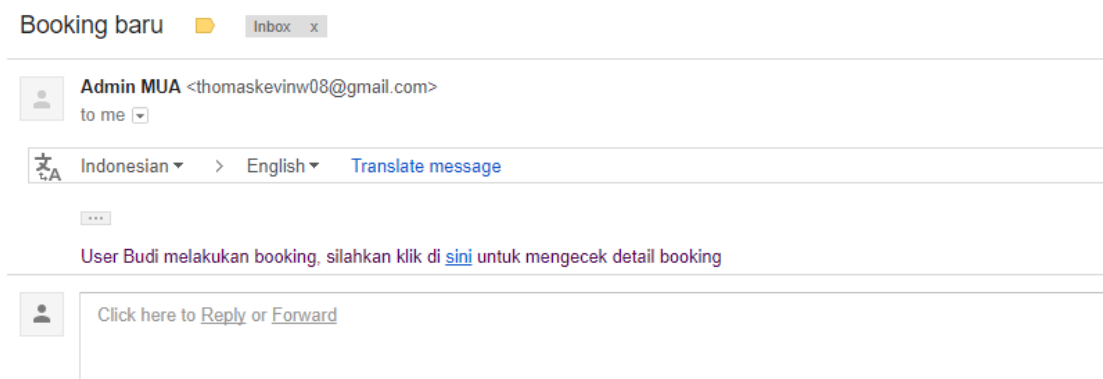 Booking baru Inbox x
Admin MUA <thomaskevinw08@gmail.com>
to me
Indonesian > English Translate message
User Budi melakukan booking, silahkan klik di sini untuk mengecek detail booking
Click here to Reply or Forward